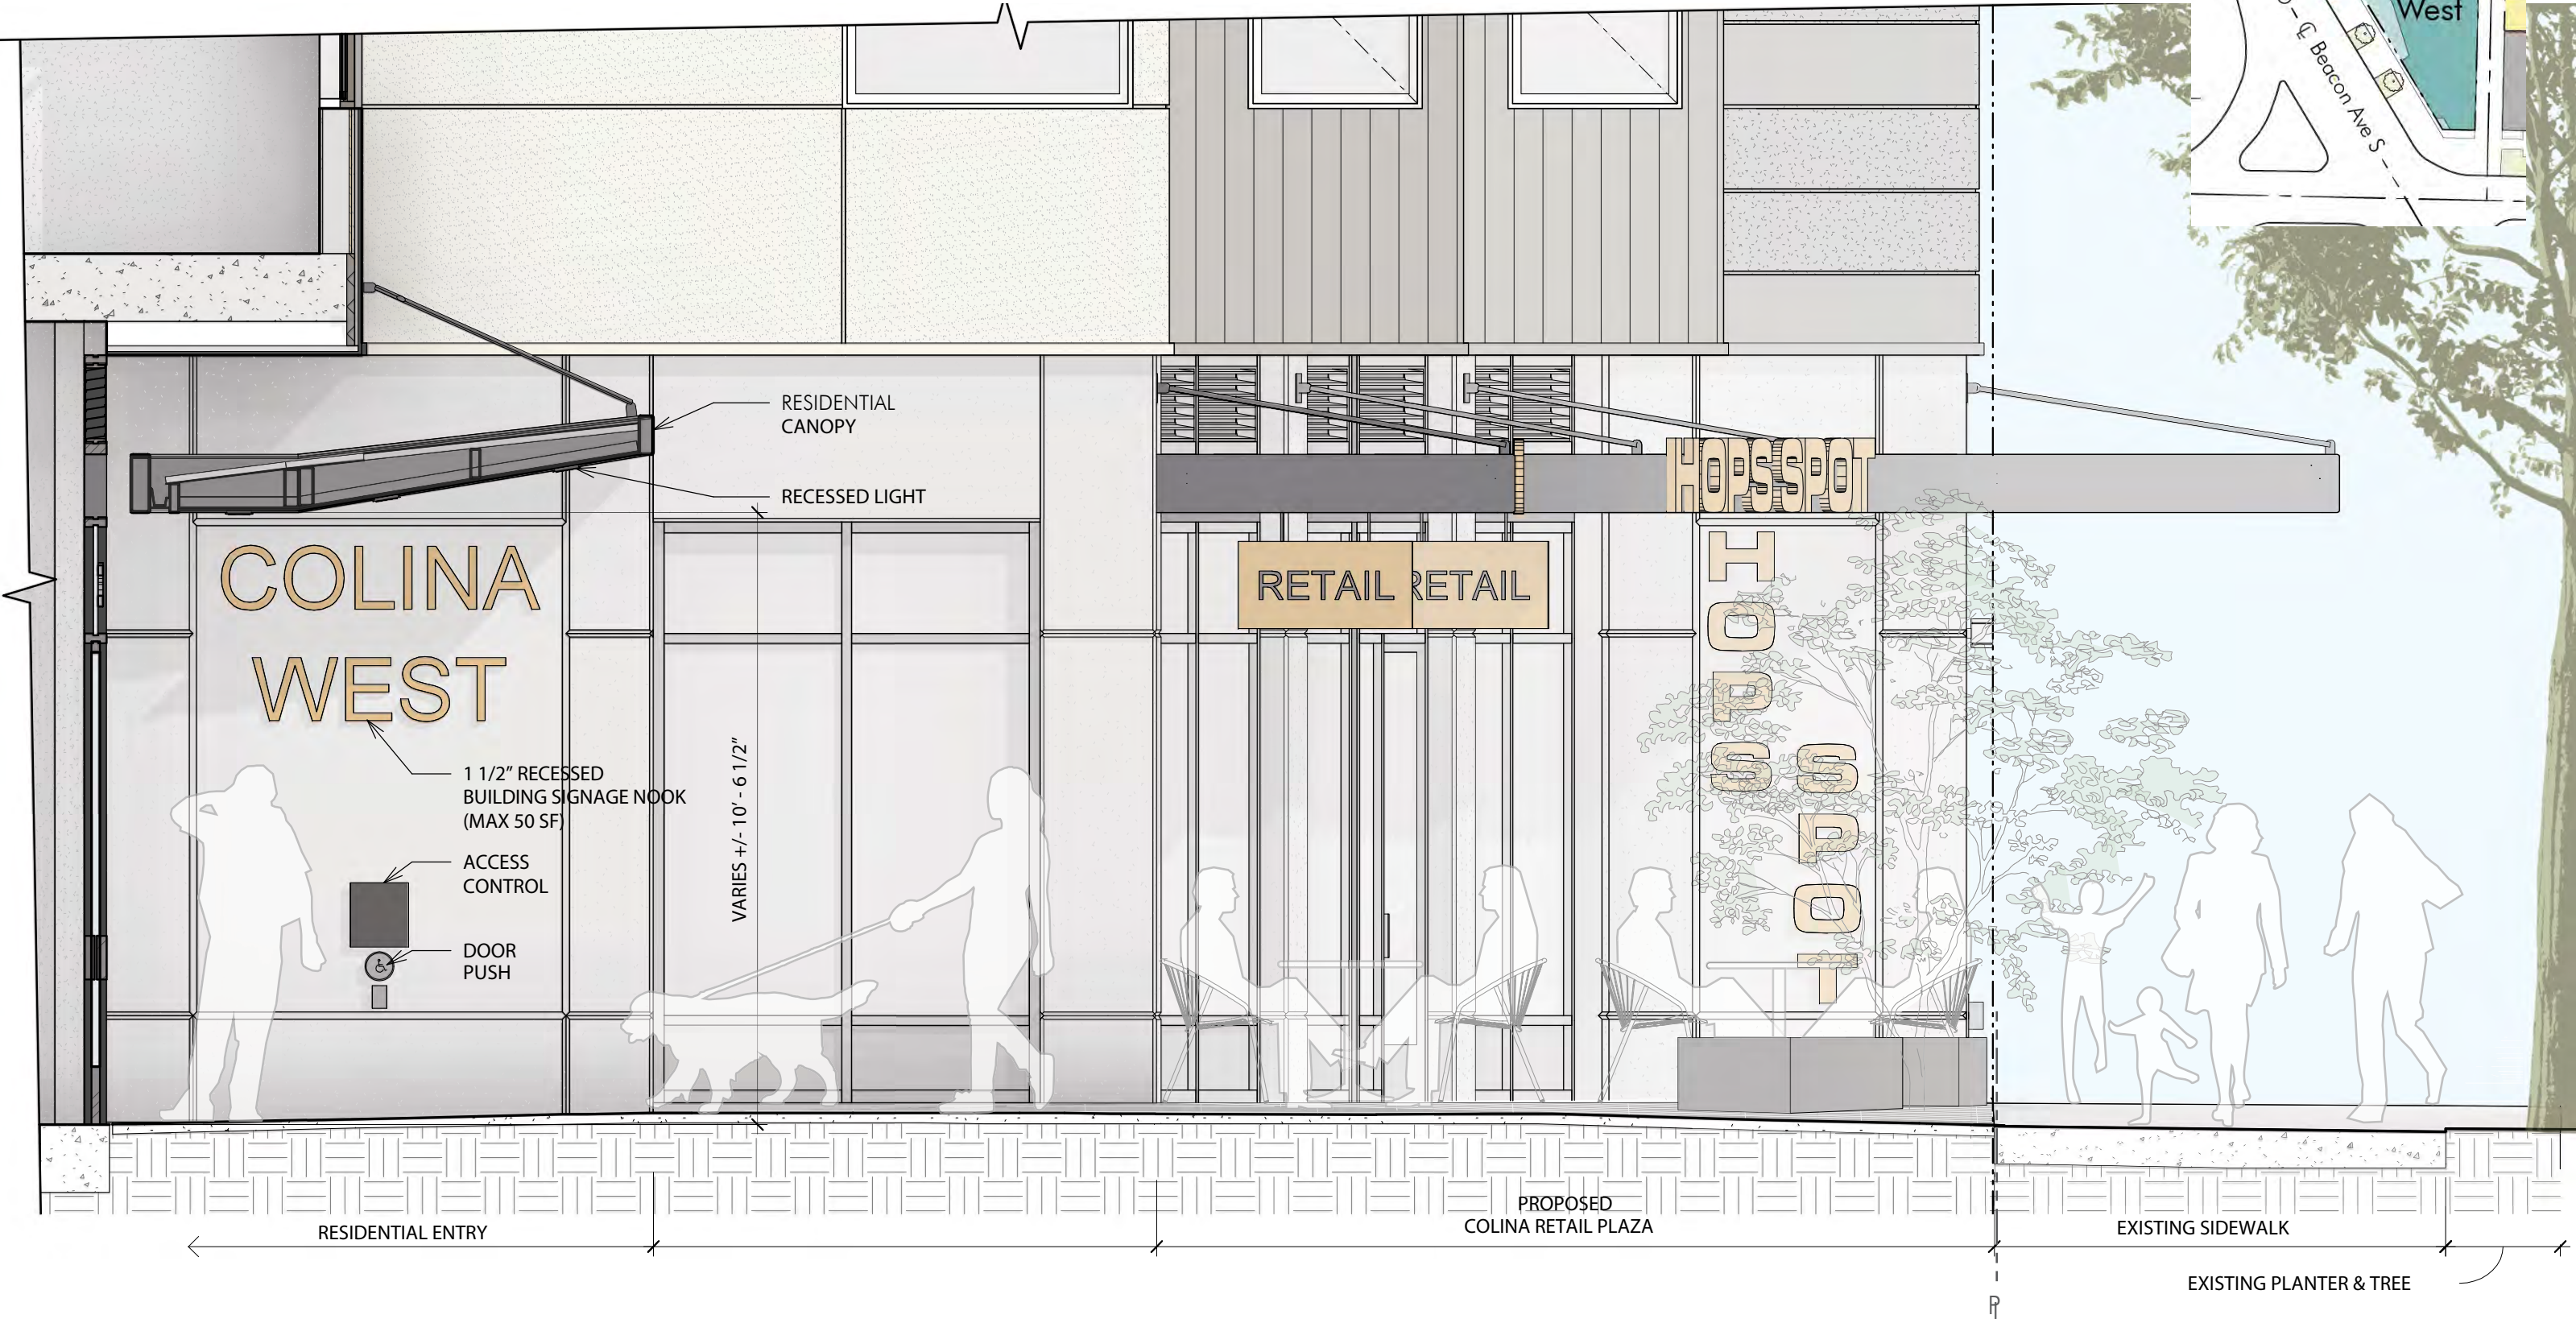 West
℄ Beacon Ave S
RESIDENTIAL
CANOPY
RECESSED LIGHT
HOPS SPOT
COLINA
WEST
RETAIL
RETAIL
HOPS
SPOT
1 1/2" RECESSED
BUILDING SIGNAGE NOOK
(MAX 50 SF)
VARIES +/- 10' - 6 1/2"
ACCESS
CONTROL
DOOR
PUSH
RESIDENTIAL ENTRY
PROPOSED
COLINA RETAIL PLAZA
EXISTING SIDEWALK
EXISTING PLANTER & TREE